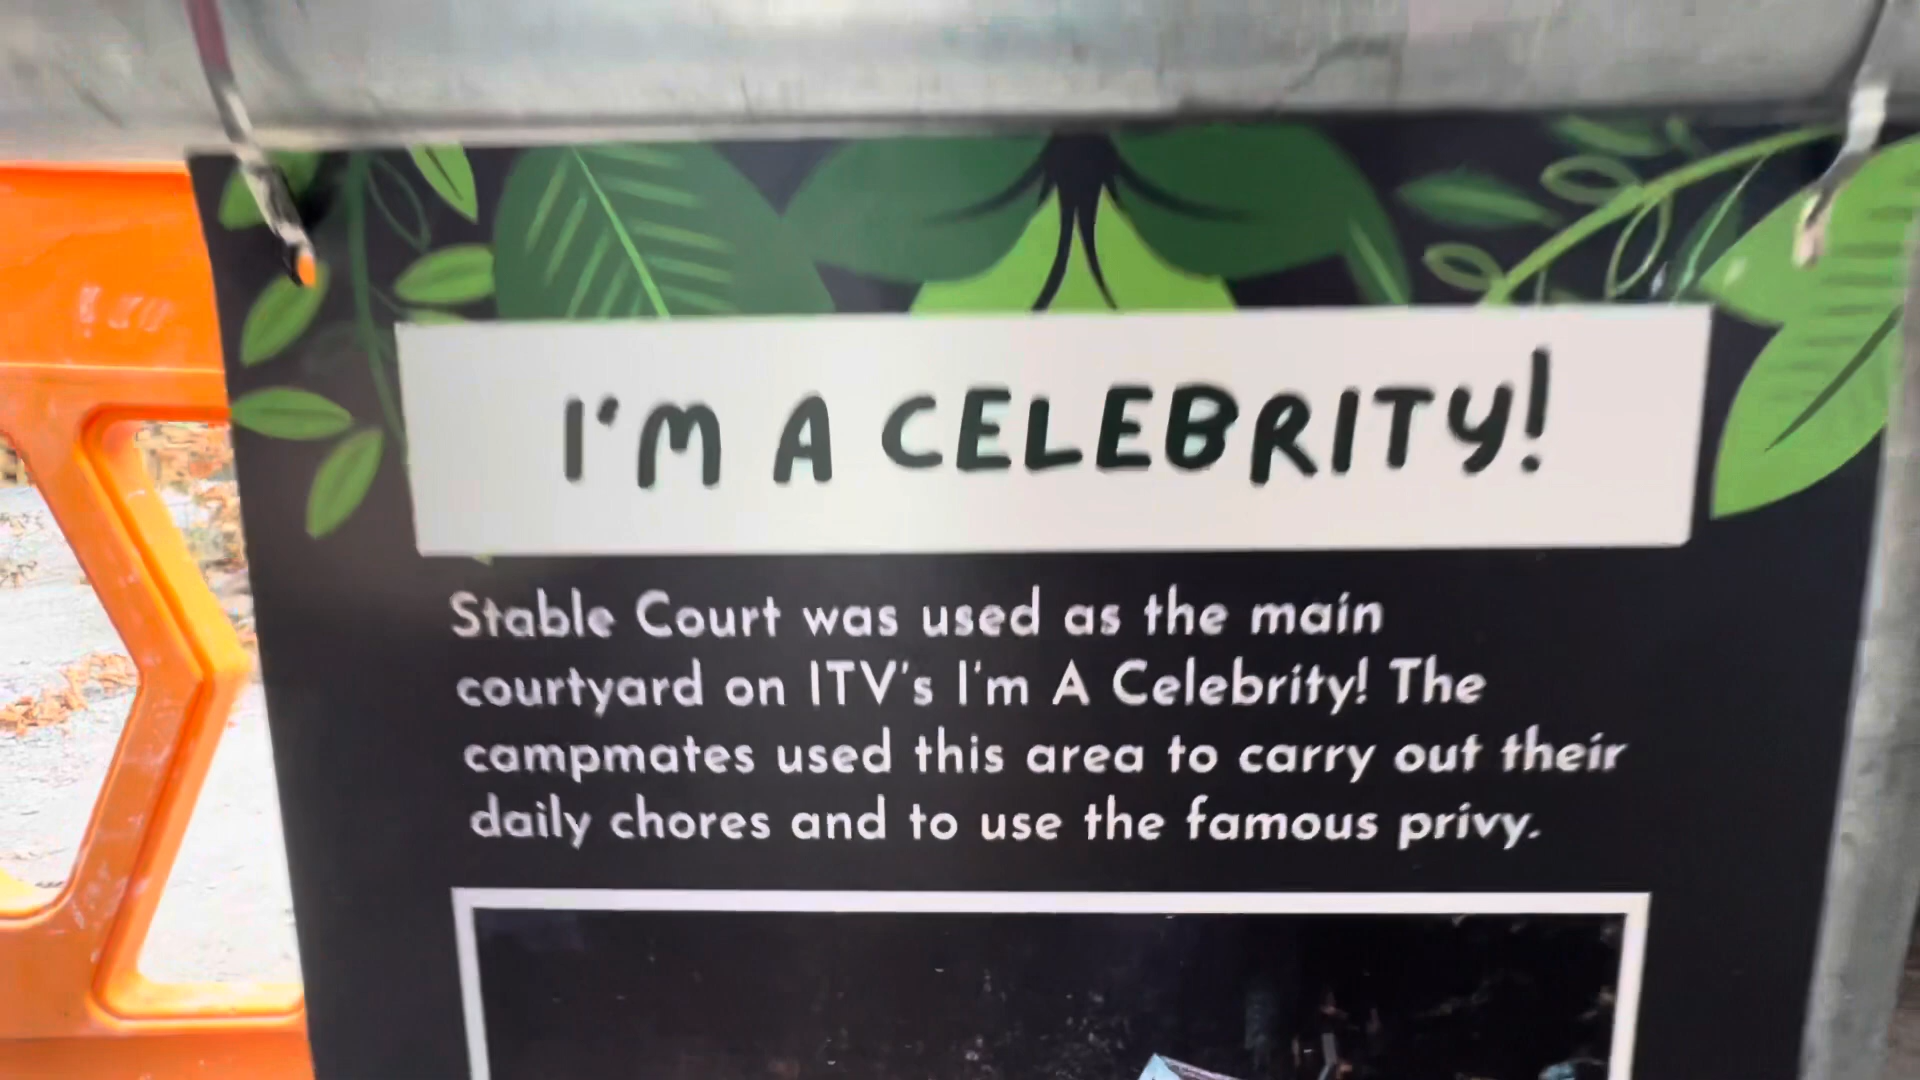 I'M A CELEBRITY!
Stable Court was used as the main
courtyard on ITV's I'm A Celebrity! The
campmates used this area to carry out their
daily chores and to use the famous privy.